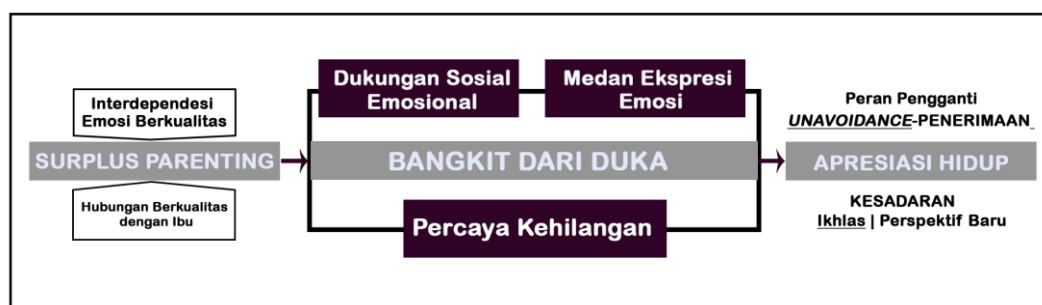 Interdependesi
Emosi Berkualitas
SURPLUS PARENTING
Hubungan Berkualitas
dengan Ibu
Dukungan Sosial
Emosional
Medan Ekspresi
Emosi
BANGKIT DARI DUKA
Percaya Kehilangan
Peran Pengganti
UNAVOIDANCE-PENERIMAAN
APRESIASI HIDUP
KESADARAN
Ikhlas | Perspektif Baru